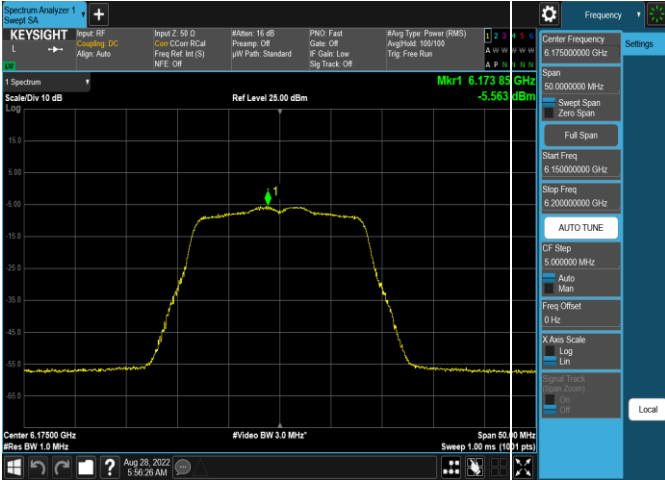 Spectrum Analyzer 1
Swept SA
+
Frequency
KEYSIGHT
L
Input: RF
Coupling: DC
Align: Auto
Input Z: 50 Ω
Corr CCorr RCal
Freq Ref: Int (S)
NFE: Off
#Atten: 16 dB
Preamp: Off
µW Path: Standard
PNO: Fast
Gate: Off
IF Gain: Low
Sig Track: Off
#Avg Type: Power (RMS)
Avg|Hold: 100/100
Trig: Free Run
1 2 3 4 5 6
A W W W W W
A P N N N N
1 Spectrum
Mkr1 6.173 85 GHz
-5.563 dBm
Scale/Div 10 dB
Ref Level 25.00 dBm
Log
15.0
5.00
-5.00
-15.0
-25.0
-35.0
-45.0
-55.0
-65.0
1
Center 6.17500 GHz
#Res BW 1.0 MHz
#Video BW 3.0 MHz*
Span 50.00 MHz
Sweep 1.00 ms (1001 pts)
Aug 28, 2022
5:56:26 AM
?
Center Frequency
6.175000000 GHz
Settings
Span
50.0000000 MHz
Swept Span
Zero Span
Full Span
Start Freq
6.150000000 GHz
Stop Freq
6.200000000 GHz
AUTO TUNE
CF Step
5.000000 MHz
Auto
Man
Freq Offset
0 Hz
X Axis Scale
Log
Lin
Signal Track
(Span Zoom)
On
Off
Local